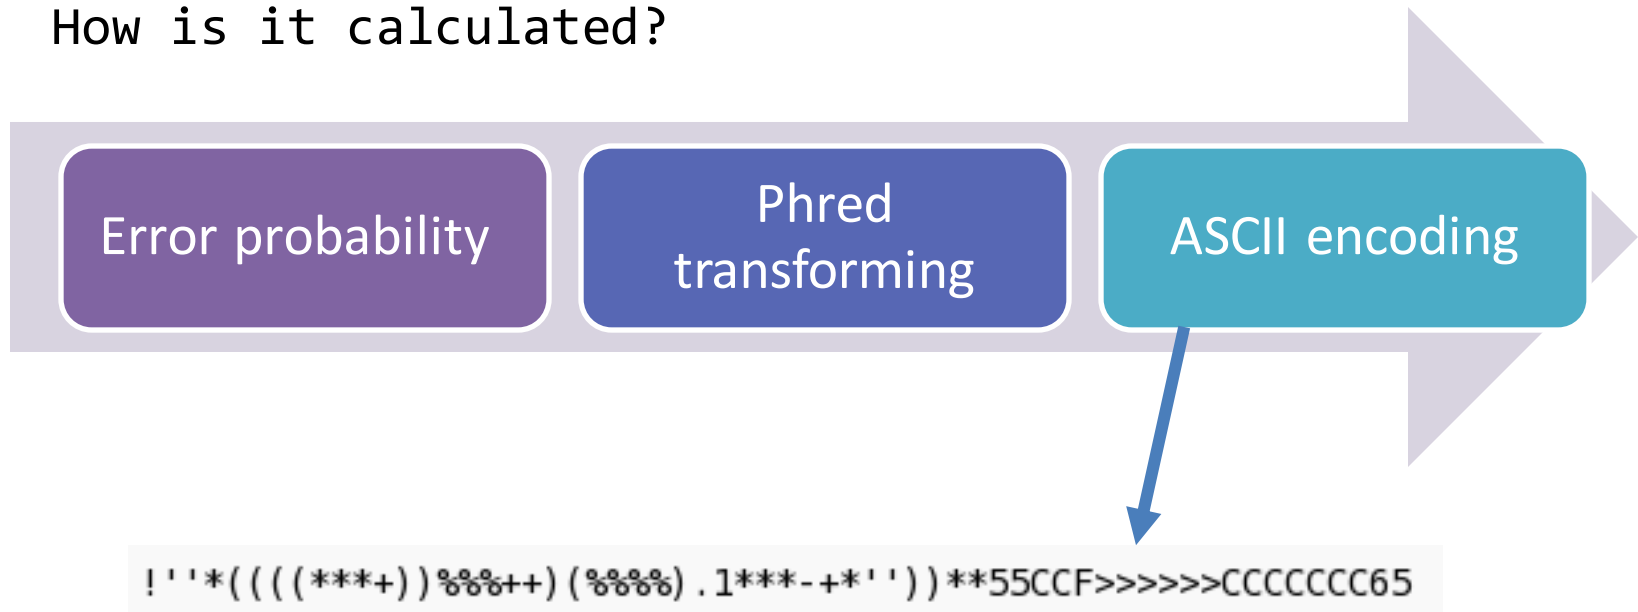 How is it calculated?
Error probability
Phred
transforming
ASCII encoding
!''*((((***+))%%%++)(%%%%).1***-+*''))**55CCF>>>>>>CCCCCCC65